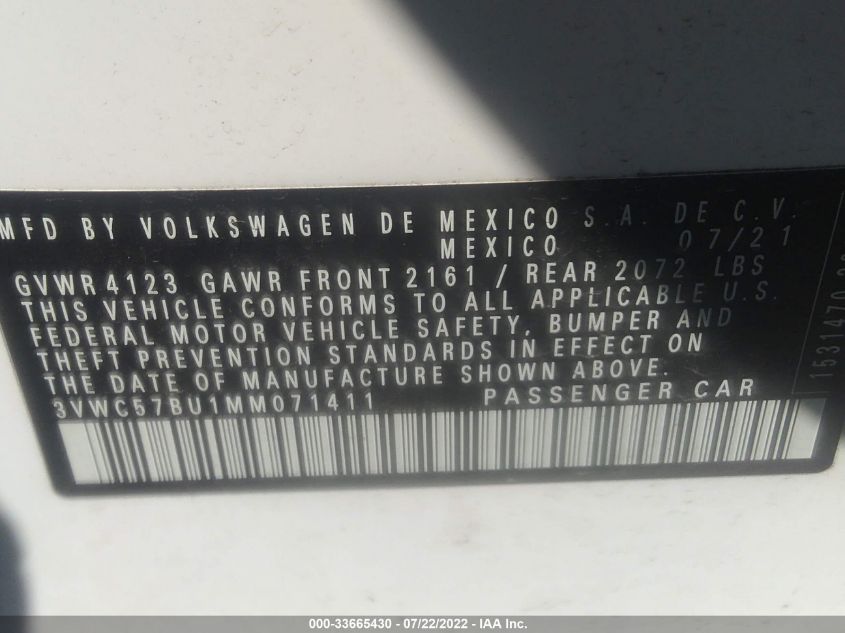 MFD BY VOLKSWAGEN DE MEXICO S.A. DE C.V.
MEXICO 07/21
GVWR 4123 GAWR FRONT 2161 / REAR 2072 LBS
THIS VEHICLE CONFORMS TO ALL APPLICABLE U.S.
FEDERAL MOTOR VEHICLE SAFETY, BUMPER AND
THEFT PREVENTION STANDARDS IN EFFECT ON
THE DATE OF MANUFACTURE SHOWN ABOVE.
3VWC57BU1MM071411 PASSENGER CAR
1531470
000-33665430 - 07/22/2022 - IAA Inc.